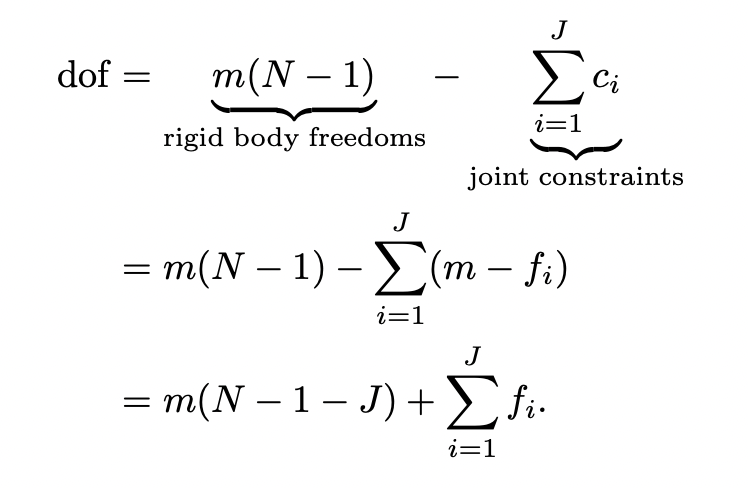 dof = m(N − 1) − ∑_{i=1}^{J} c_i
rigid body freedoms
joint constraints
= m(N − 1) − ∑_{i=1}^{J} (m − f_i)
= m(N − 1 − J) + ∑_{i=1}^{J} f_i.